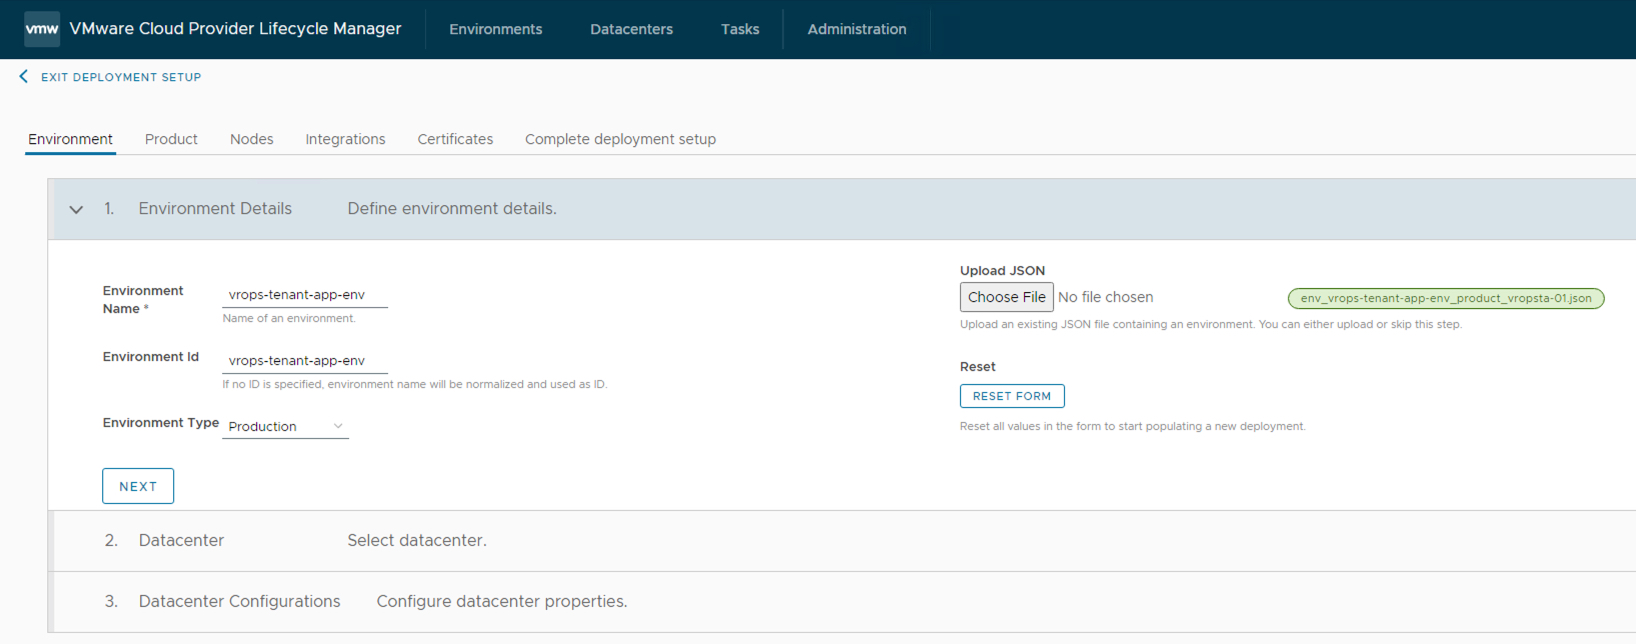 vmw VMware Cloud Provider Lifecycle Manager Environments Datacenters Tasks Administration
EXIT DEPLOYMENT SETUP
Environment Product Nodes Integrations Certificates Complete deployment setup
1. Environment Details Define environment details.
Environment
Name * vrops-tenant-app-env
Name of an environment.
Environment Id vrops-tenant-app-env
If no ID is specified, environment name will be normalized and used as ID.
Environment Type Production
NEXT
Upload JSON
Choose File No file chosen env_vrops-tenant-app-env_product_vropsta-01.json
Upload an existing JSON file containing an environment. You can either upload or skip this step.
Reset
RESET FORM
Reset all values in the form to start populating a new deployment.
2. Datacenter Select datacenter.
3. Datacenter Configurations Configure datacenter properties.